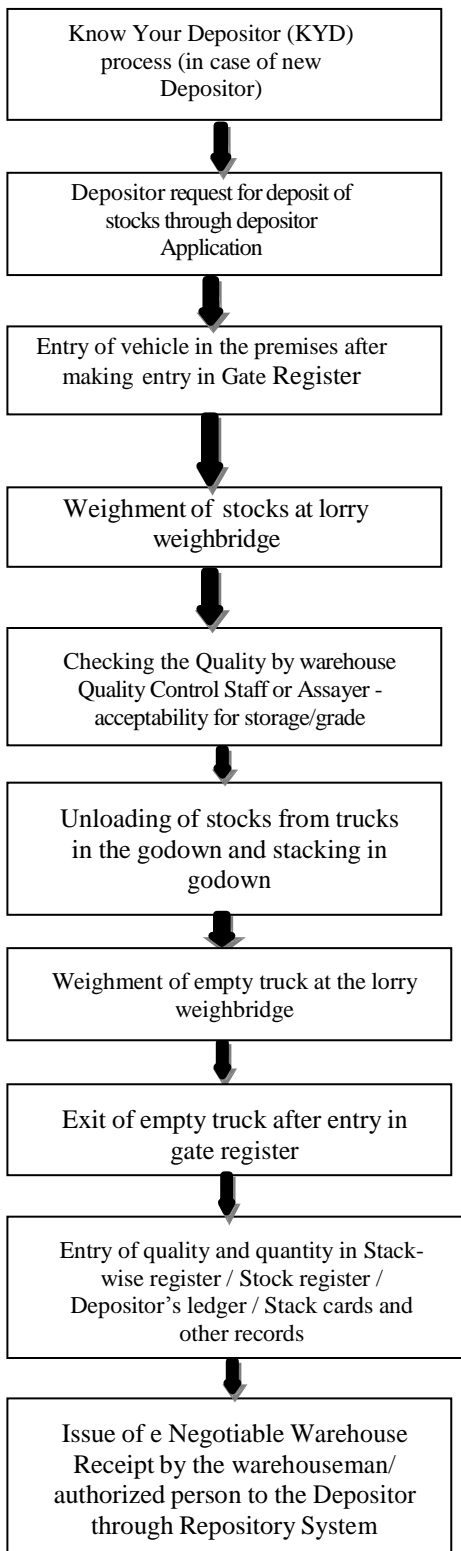 Know Your Depositor (KYD)
process (in case of new
Depositor)
Depositor request for deposit of
stocks through depositor
Application
Entry of vehicle in the premises after
making entry in Gate Register
Weighment of stocks at lorry
weighbridge
Checking the Quality by warehouse
Quality Control Staff or Assayer -
acceptability for storage/grade
Unloading of stocks from trucks
in the godown and stacking in
godown
Weighment of empty truck at the lorry
weighbridge
Exit of empty truck after entry in
gate register
Entry of quality and quantity in Stack-
wise register / Stock register /
Depositor’s ledger / Stack cards and
other records
Issue of e Negotiable Warehouse
Receipt by the warehouseman/
authorized person to the Depositor
through Repository System